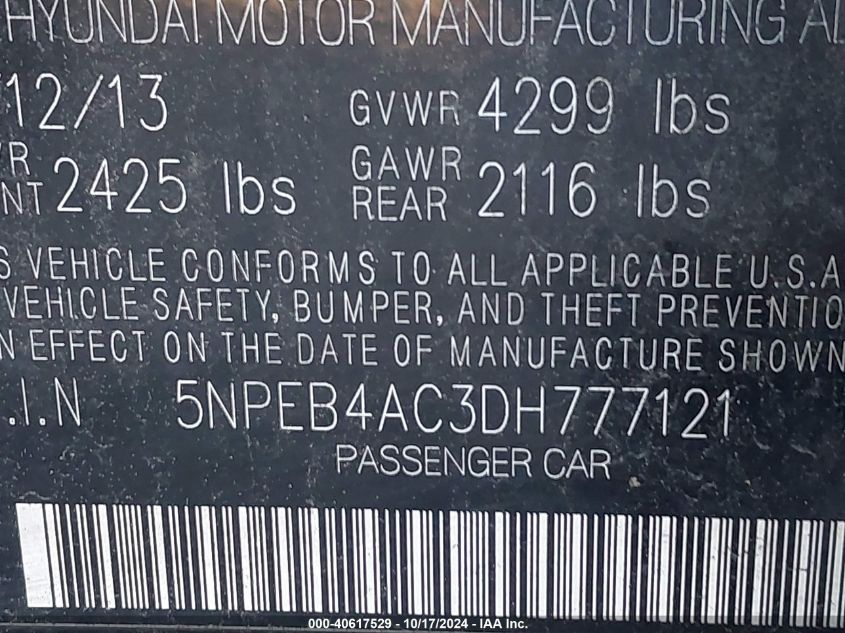 HYUNDAI MOTOR MANUFACTURING AL
12/13 GVWR 4299 lbs
2425 lbs GAWR REAR 2116 lbs
VEHICLE CONFORMS TO ALL APPLICABLE U.S.A
VEHICLE SAFETY, BUMPER, AND THEFT PREVENTIO
N EFFECT ON THE DATE OF MANUFACTURE SHOWN
.I.N 5NPEB4AC3DH777121
PASSENGER CAR
000-40617529 - 10/17/2024 - IAA Inc.